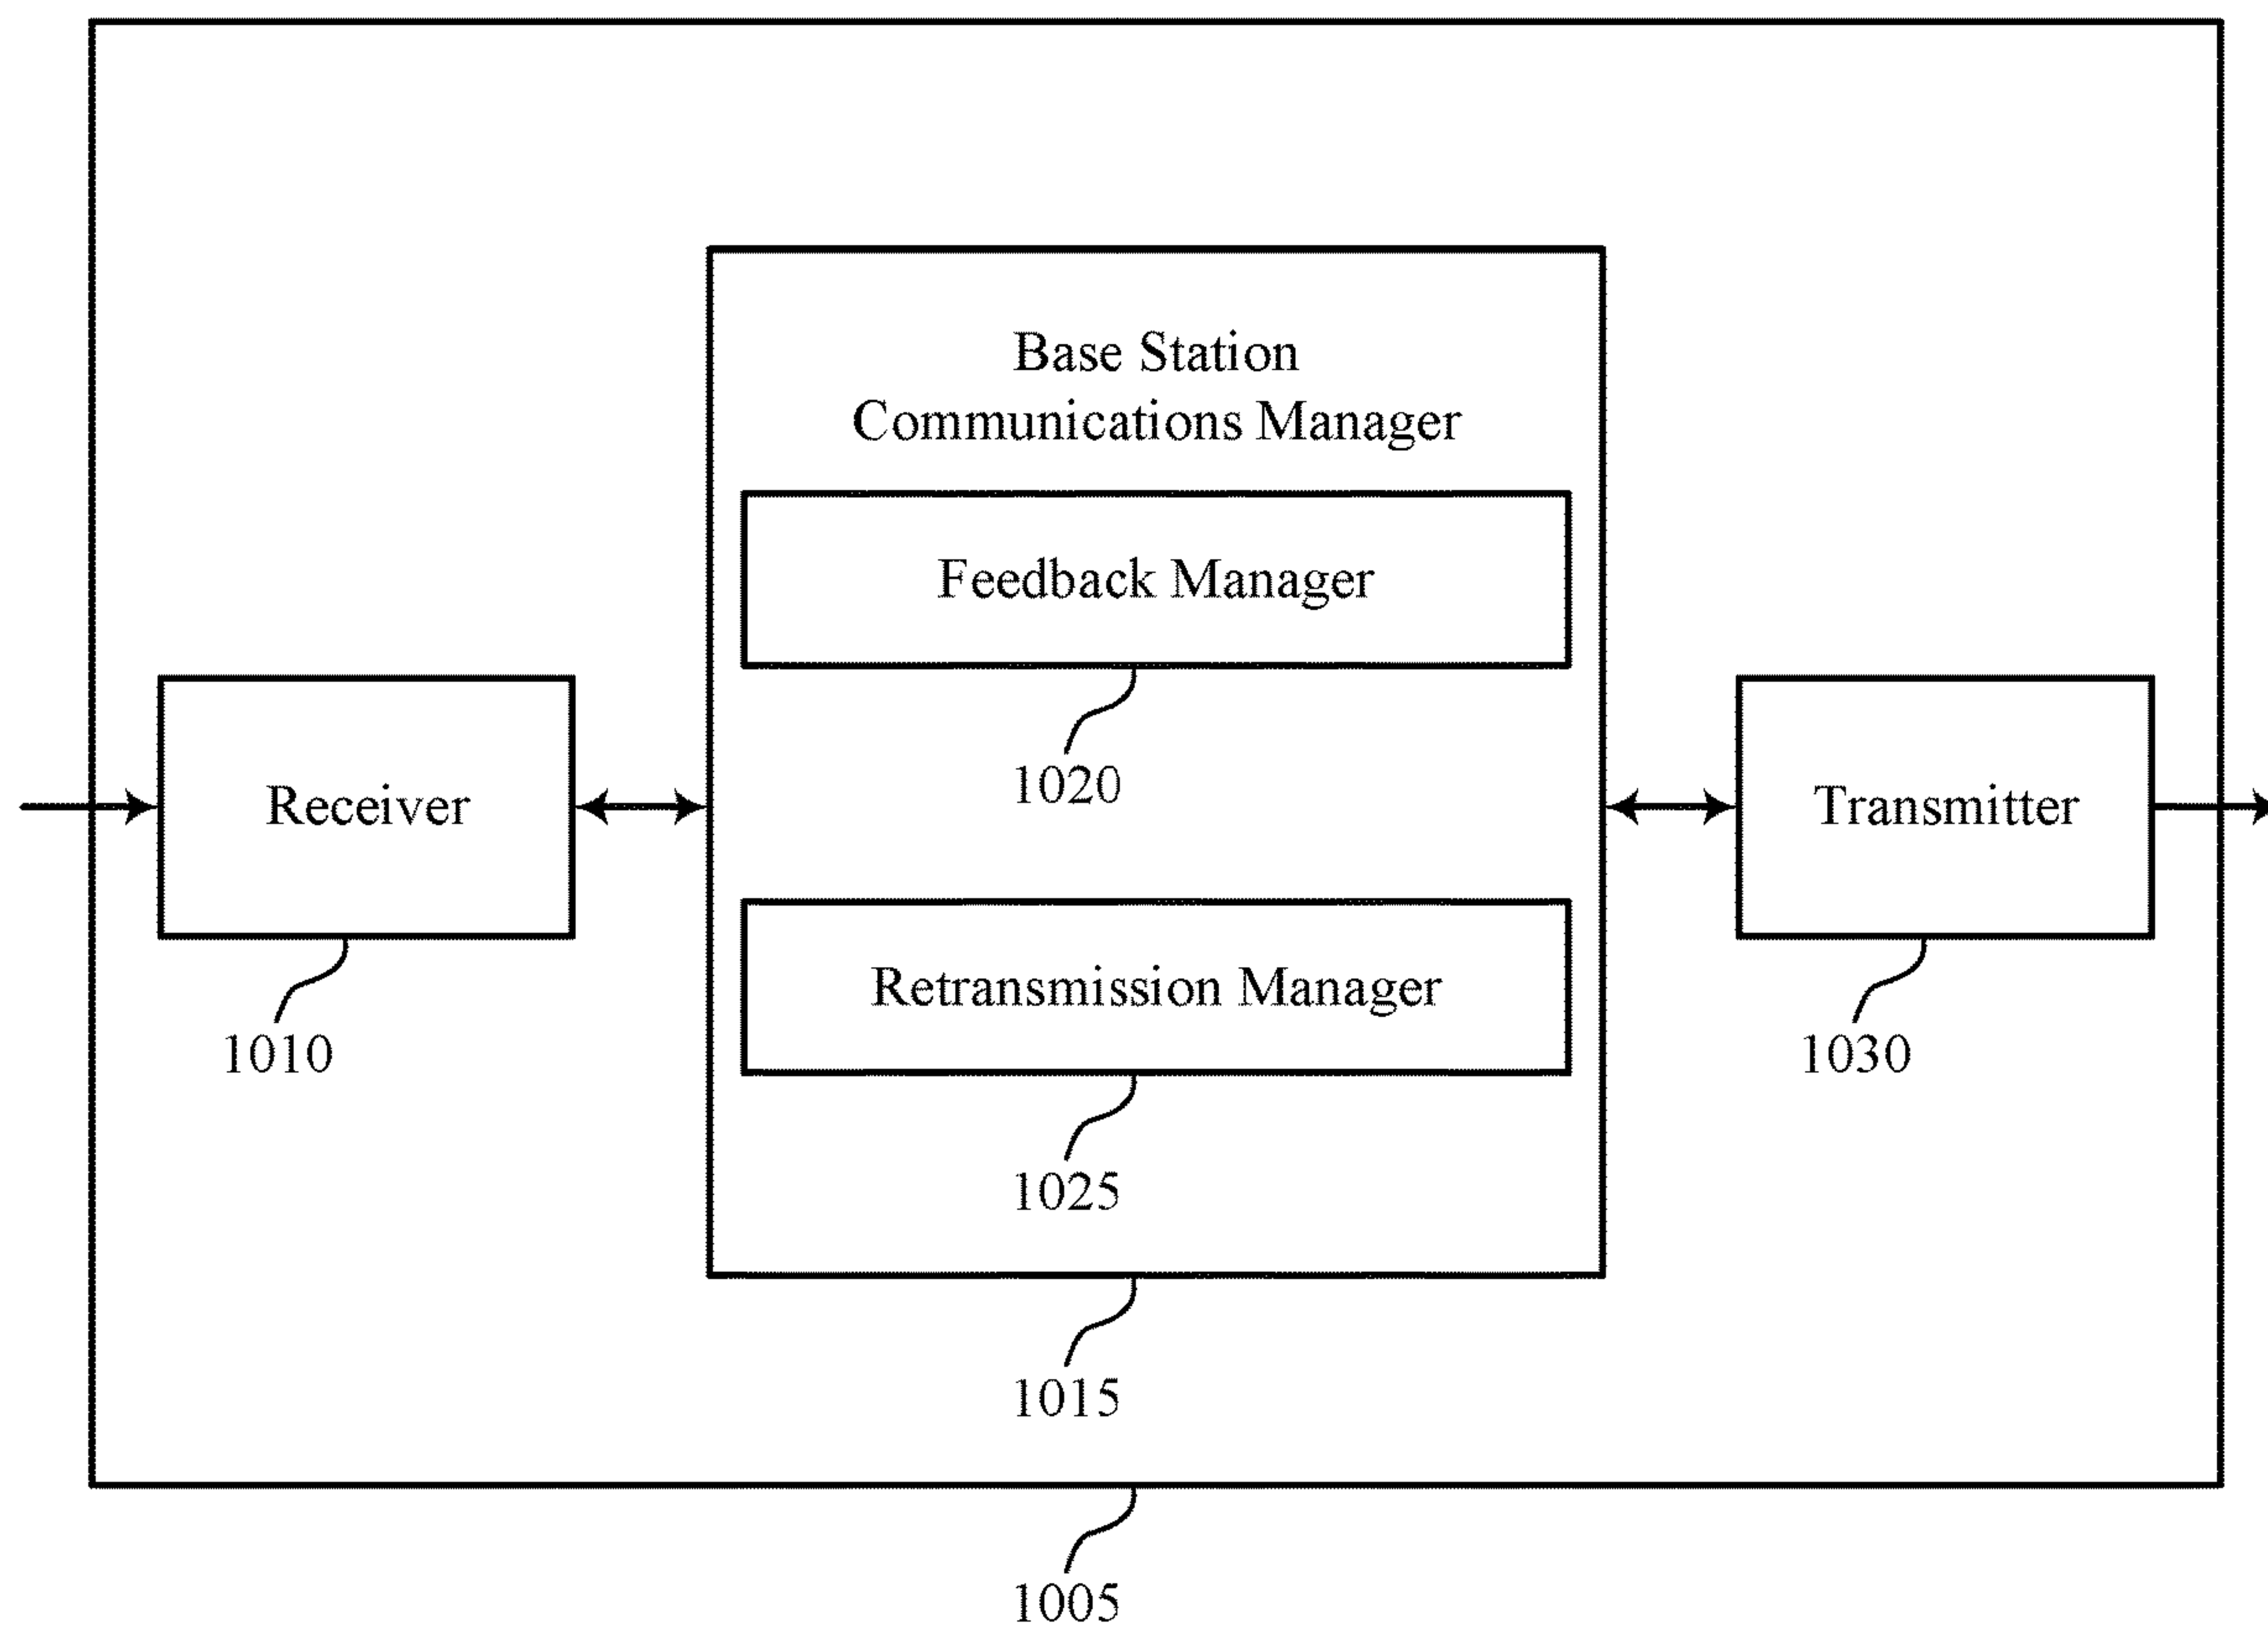 Base Station
Communications Manager
Feedback Manager
1020
Receiver
Transmitter
Retransmission Manager
1010
1030
1025
1015
1005